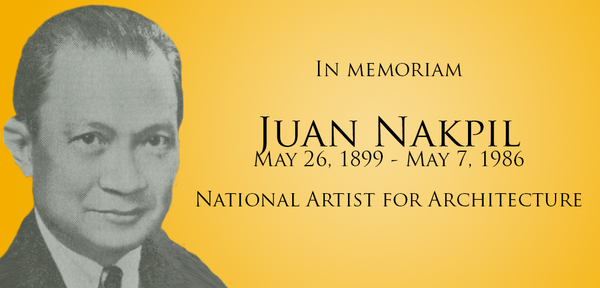 In memoriam
Juan Nakpil
May 26, 1899 - May 7, 1986
National Artist for Architecture